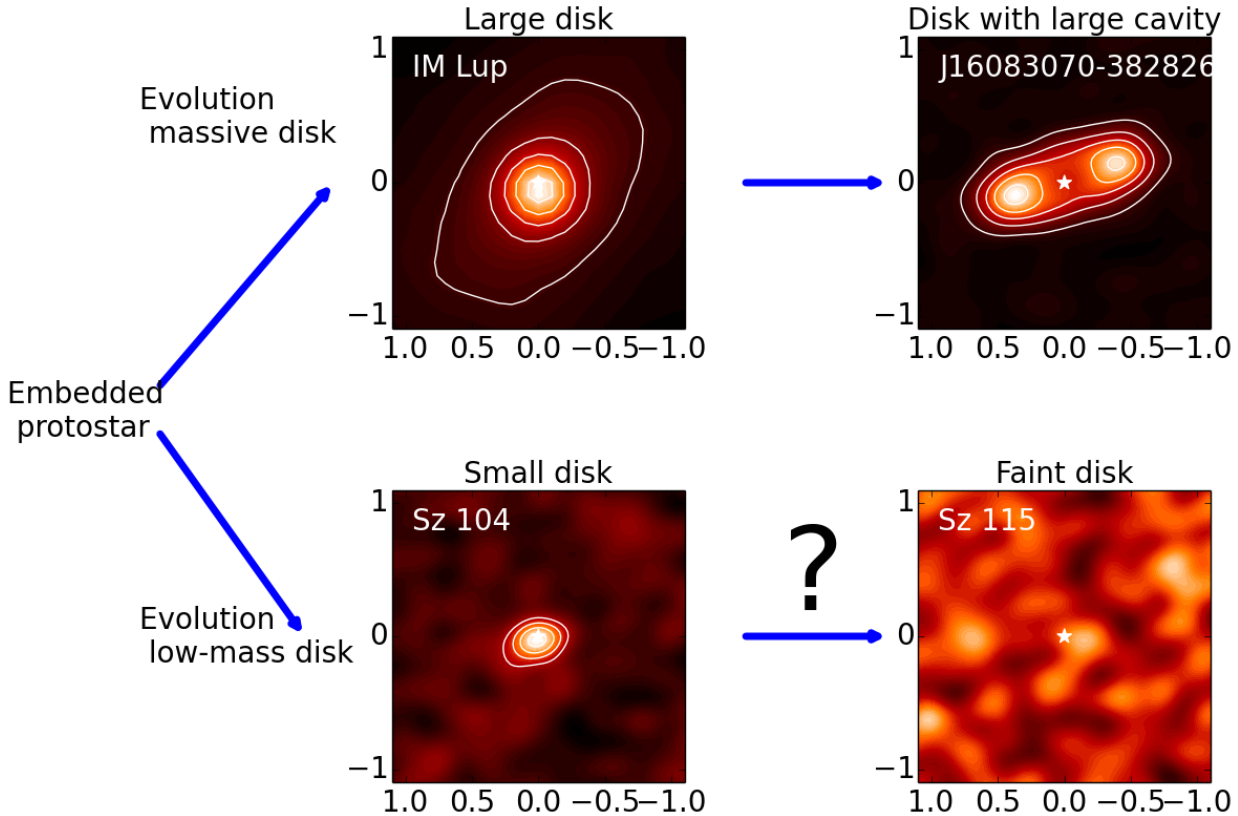 Large disk
Disk with large cavity
Evolution
massive disk
1
IM Lup
0
−1
1.0 0.5 0.0 −0.5 −1.0
1
J16083070-382826
0
−1
1.0 0.5 0.0 −0.5 −1.0
Embedded
protostar
Small disk
Faint disk
Evolution
low-mass disk
1
Sz 104
0
−1
1.0 0.5 0.0 −0.5 −1.0
?
1
Sz 115
0
−1
1.0 0.5 0.0 −0.5 −1.0